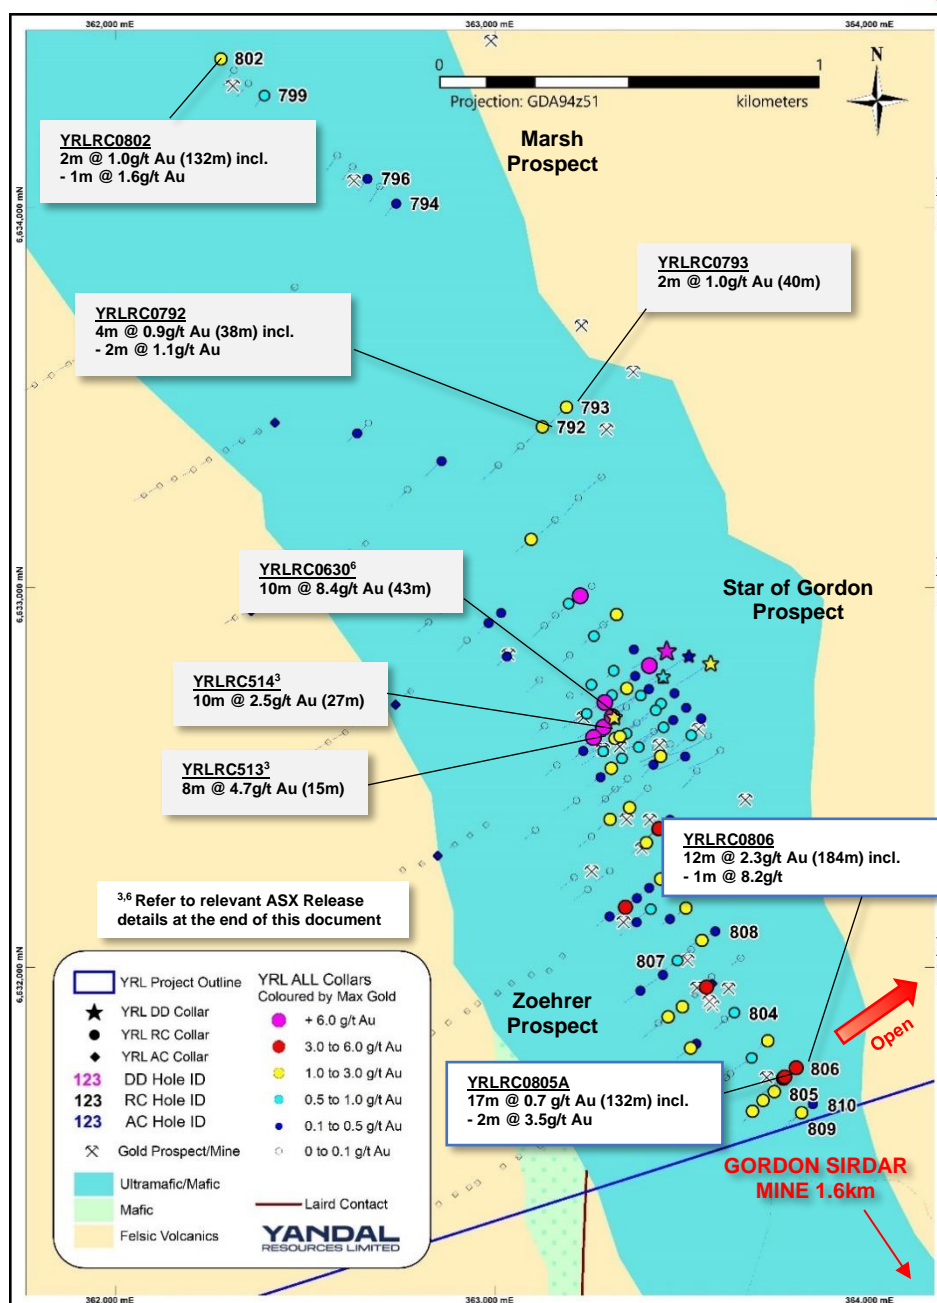 362,000 mE
363,000 mE
364,000 mE
802
799
0
1
Projection: GDA94z51
kilometers
N
YRLRC0802
2m @ 1.0g/t Au (132m) incl.
- 1m @ 1.6g/t Au
Marsh
Prospect
796
794
6,634,000 mN
YRLRC0793
2m @ 1.0g/t Au (40m)
YRLRC0792
4m @ 0.9g/t Au (38m) incl.
- 2m @ 1.1g/t Au
793
792
YRLRC0630⁶
10m @ 8.4g/t Au (43m)
Star of Gordon
Prospect
6,633,000 mN
YRLRC514³
10m @ 2.5g/t Au (27m)
YRLRC513³
8m @ 4.7g/t Au (15m)
YRLRC0806
12m @ 2.3g/t Au (184m) incl.
- 1m @ 8.2g/t
3,6 Refer to relevant ASX Release
details at the end of this document
808
807
804
Zoehrer
Prospect
6,632,000 mN
Open
806
805
810
809
YRLRC0805A
17m @ 0.7 g/t Au (132m) incl.
- 2m @ 3.5g/t
GORDON SIRDAR
MINE 1.6km
YRL Project Outline
YRL DD Collar
YRL RC Collar
YRL AC Collar
123 DD Hole ID
123 RC Hole ID
123 AC Hole ID
Gold Prospect/Mine
Ultramafic/Mafic
Mafic
Felsic Volcanics
YRL ALL Collars
Coloured by Max Gold
+ 6.0 g/t Au
3.0 to 6.0 g/t Au
1.0 to 3.0 g/t Au
0.5 to 1.0 g/t Au
0.1 to 0.5 g/t Au
0 to 0.1 g/t Au
Laird Contact
YANDAL
RESOURCES LIMITED
362,000 mE
363,000 mE
364,000 mE